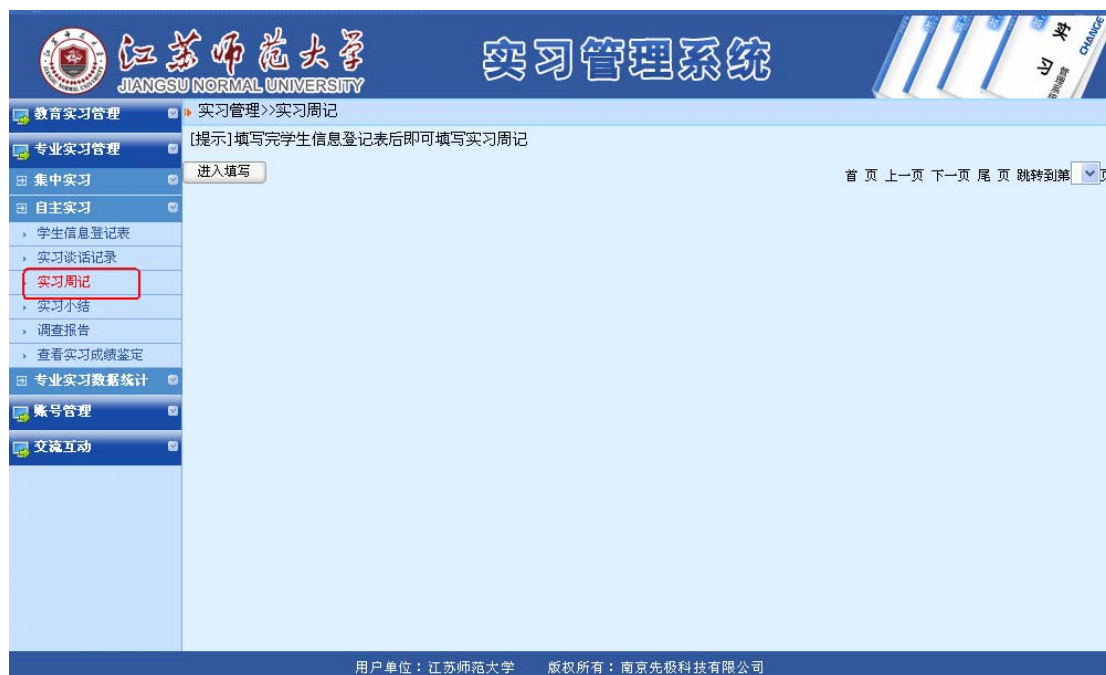 江苏师范大学
JIANGSU NORMAL UNIVERSITY
实习管理系统
实习
管理系统
CHANGE
教育实习管理
专业实习管理
集中实习
自主实习
学生信息登记表
实习谈话记录
实习周记
实习小结
调查报告
查看实习成绩鉴定
专业实习数据统计
账号管理
交流互动
实习管理>>实习周记
[提示]填写完学生信息登记表后即可填写实习周记
进入填写
首 页 上一页 下一页 尾 页 跳转到第 页
用户单位：江苏师范大学 版权所有：南京先极科技有限公司